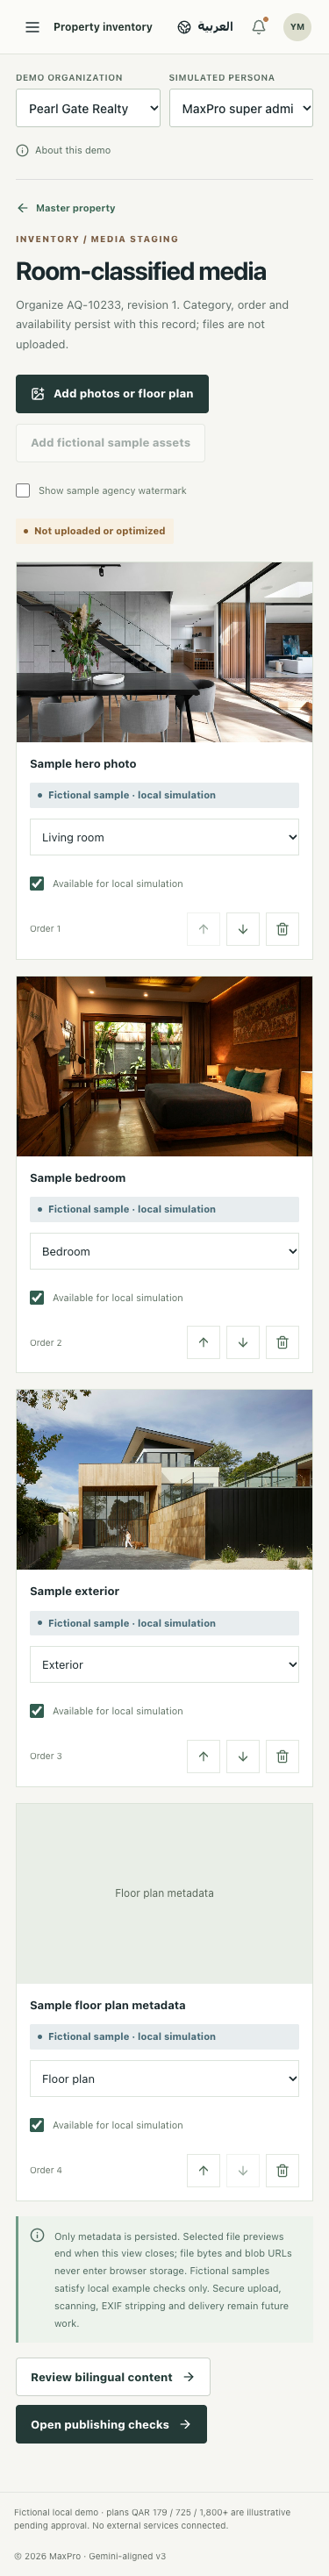 Property inventory
العربية
YM
DEMO ORGANIZATION
SIMULATED PERSONA
Pearl Gate Realty
MaxPro super admi
About this demo
Master property
INVENTORY / MEDIA STAGING
Room-classified media
Organize AQ-10233, revision 1. Category, order and
availability persist with this record; files are not
uploaded.
Add photos or floor plan
Add fictional sample assets
Show sample agency watermark
Not uploaded or optimized
Sample hero photo
Fictional sample · local simulation
Living room
Available for local simulation
Order 1
Sample bedroom
Fictional sample · local simulation
Bedroom
Available for local simulation
Order 2
Sample exterior
Fictional sample · local simulation
Exterior
Available for local simulation
Order 3
Floor plan metadata
Sample floor plan metadata
Fictional sample · local simulation
Floor plan
Available for local simulation
Order 4
Only metadata is persisted. Selected file previews
end when this view closes; file bytes and blob URLs
never enter browser storage. Fictional samples
satisfy local example checks only. Secure upload,
scanning, EXIF stripping and delivery remain future
work.
Review bilingual content
Open publishing checks
Fictional local demo · plans QAR 179 / 725 / 1,800+ are illustrative
pending approval. No external services connected.
© 2026 MaxPro · Gemini-aligned v3